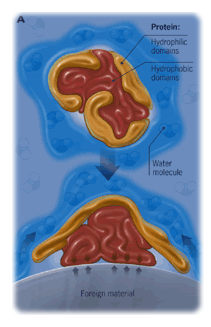 A
Protein:
Hydrophilic
domains
Hydrophobic
domains
Water
molecule
Foreign material